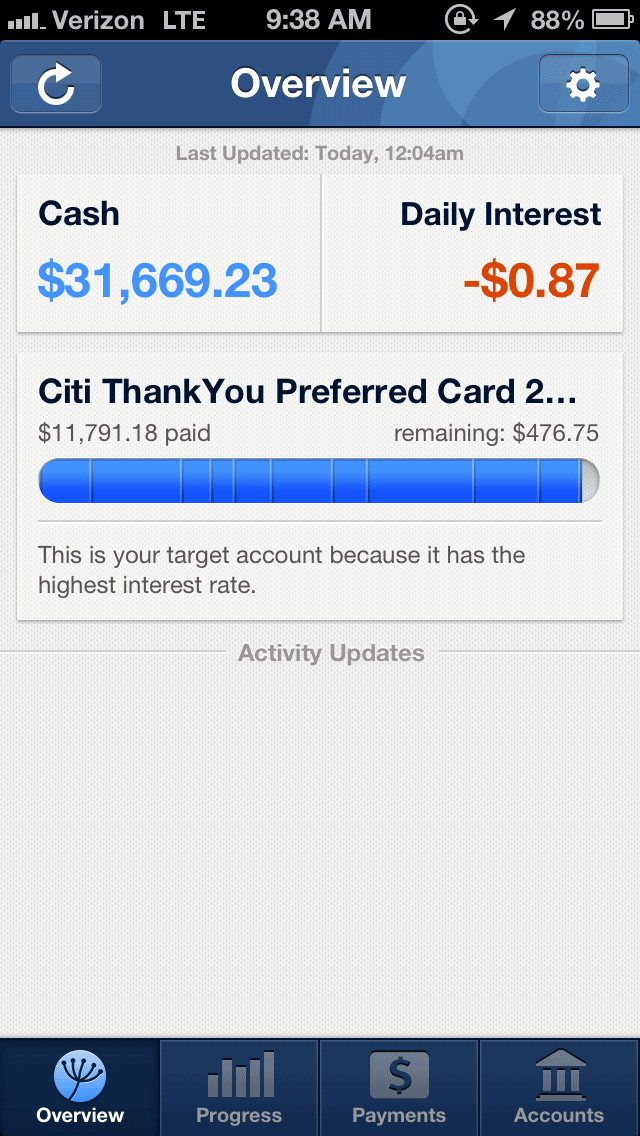 Verizon LTE 9:38 AM 88%
Overview
Last Updated: Today, 12:04am
Cash Daily Interest
$31,669.23 -$0.87
Citi ThankYou Preferred Card 2...
$11,791.18 paid remaining: $476.75
This is your target account because it has the
highest interest rate.
Activity Updates
$
Overview Progress Payments Accounts